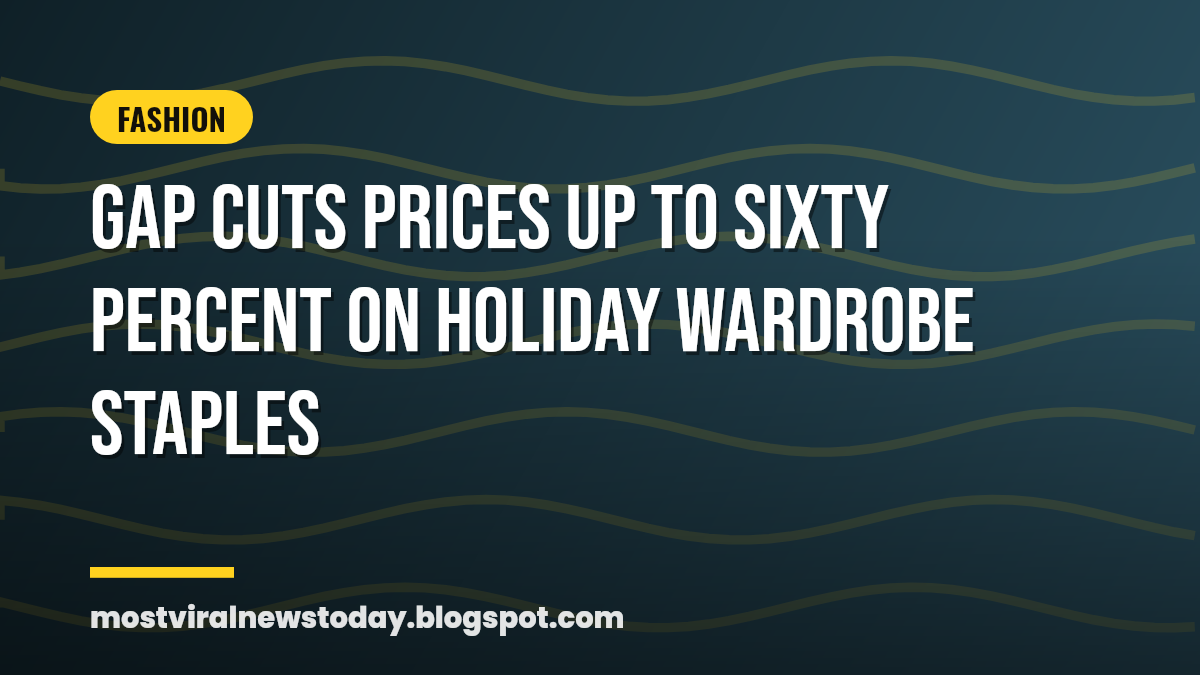 FASHION
GAP CUTS PRICES UP TO SIXTY
PERCENT ON HOLIDAY WARDROBE
STAPLES
mostviralnewstoday.blogspot.com